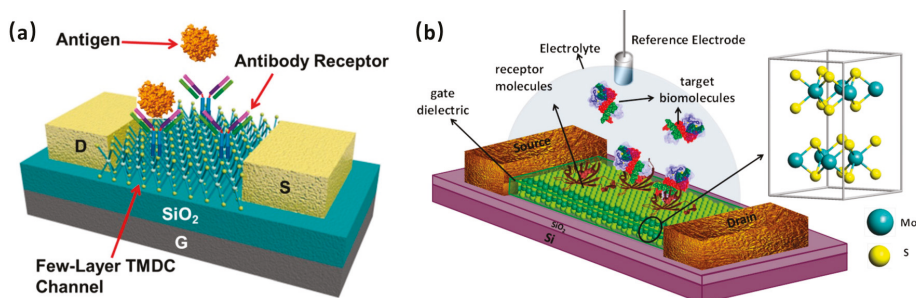 (a)
Antigen
Antibody Receptor
D
S
SiO2
G
Few-Layer TMDC
Channel
(b)
Reference Electrode
Electrolyte
receptor
molecules
target
biomolecules
gate
dielectric
Source
Drain
SiO2
Si
Mo
S